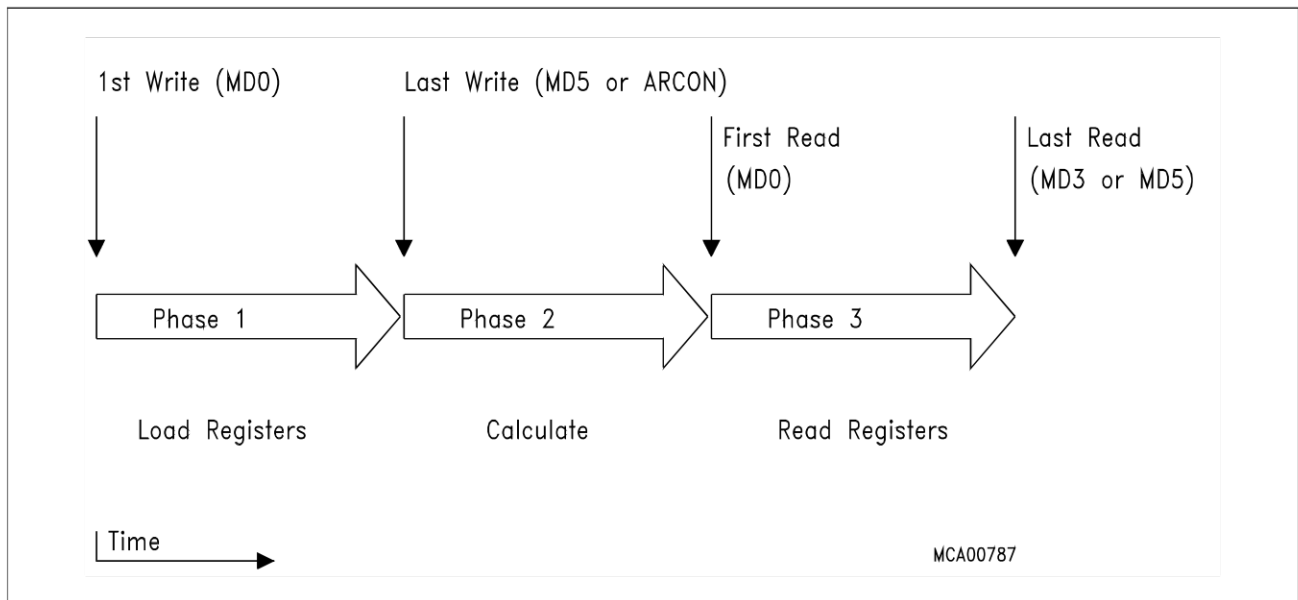 1st Write (MD0)
Last Write (MD5 or ARCON)
First Read
(MD0)
Last Read
(MD3 or MD5)
Phase 1
Phase 2
Phase 3
Load Registers
Calculate
Read Registers
Time
MCA00787